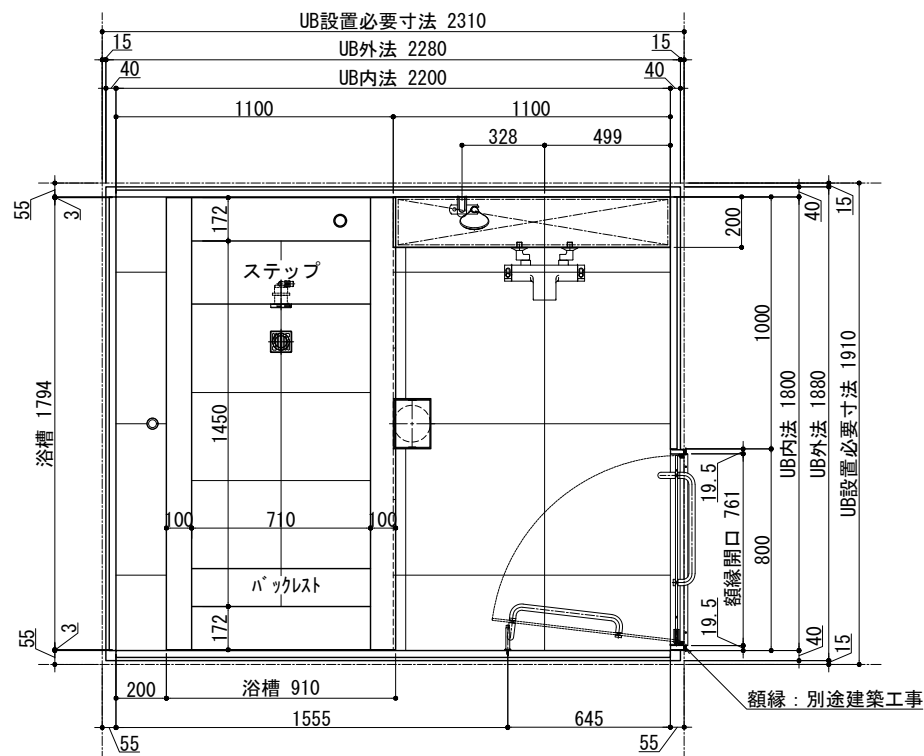 UB設置必要寸法 2310
15
UB外法 2280
15
40
UB内法 2200
40
1100
1100
328
499
55
3
172
200
40
15
ステップ
1000
浴槽 1794
1450
UB内法 1800
UB外法 1880
UB設置必要寸法 1910
19.5
100
710
100
額縁開口 761
800
バックレスト
172
19.5
55
3
40
15
200
浴槽 910
額縁：別途建築工事
1555
645
55
55